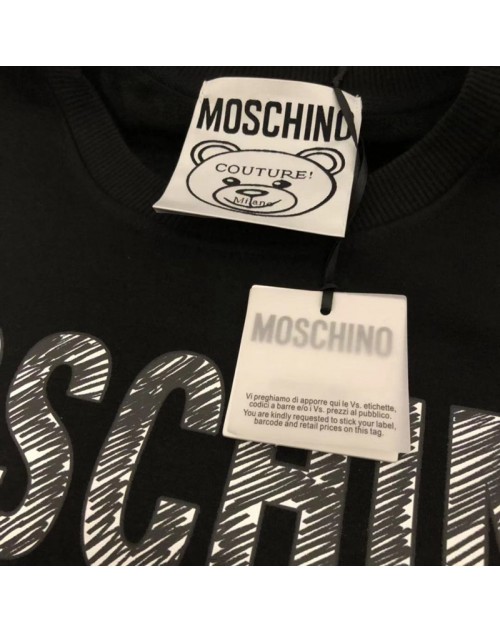 MOSCHINO
COUTURE!
Milano
MOSCHINO
Vi preghiamo di apporre qui le Vs. etichette,
codici a barre e/o i Vs. prezzi al pubblico.
You are kindly requested to stick your label,
barcode and retail prices on this tag.
SCHIN